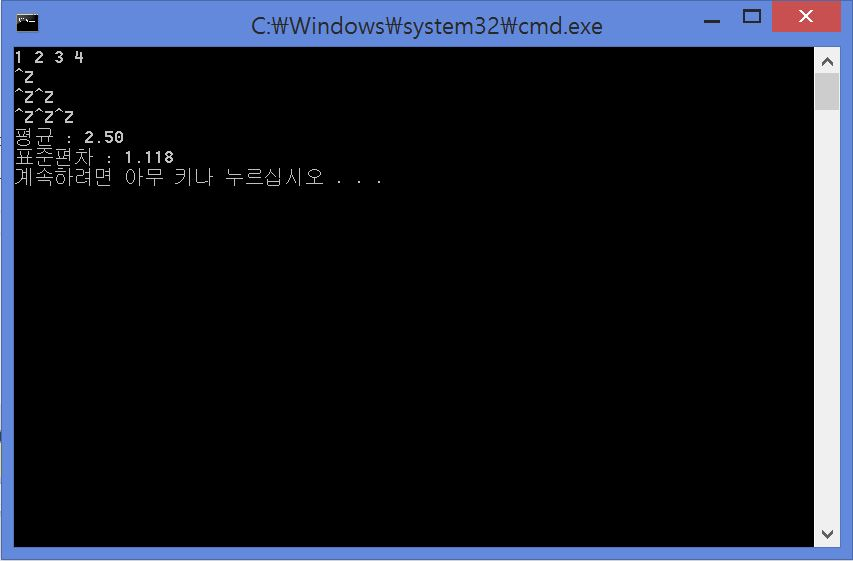 C:₩Windows₩system32₩cmd.exe
1 2 3 4
^Z
^Z^Z
^Z^Z^Z
평균 : 2.50
표준편차 : 1.118
계속하려면 아무 키나 누르십시오 . . .